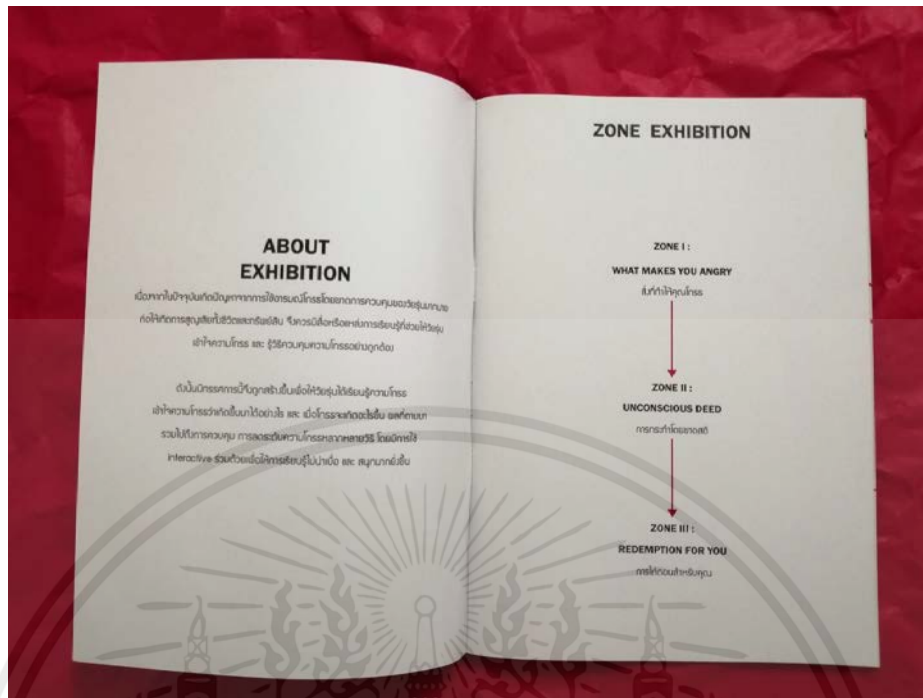 ABOUT
EXHIBITION
เนื่องจากในปัจจุบันเกิดปัญหาจากการใช้อารมณ์โกรธโดยขาดการควบคุมของวัยรุ่นมากมาย
ก่อให้เกิดการสูญเสียทั้งชีวิตและทรัพย์สิน จึงควรมีสื่อหรือแหล่งการเรียนรู้ที่ช่วยให้วัยรุ่น
เข้าใจความโกรธ และ รู้วิธีควบคุมความโกรธอย่างถูกต้อง
ดังนั้นนิทรรศการนี้จึงถูกสร้างขึ้นเพื่อให้วัยรุ่นได้เรียนรู้ความโกรธ
เข้าใจความโกรธว่าเกิดขึ้นมาได้อย่างไร และ เมื่อโกรธจะเกิดอะไรขึ้น ผลที่ตามมา
รวมไปถึงการควบคุม การลดระดับความโกรธหลากหลายวิธี โดยมีการใช้
interactive ร่วมด้วยเพื่อให้การเรียนรู้ไม่น่าเบื่อ และ สนุกมากยิ่งขึ้น
ZONE EXHIBITION
ZONE I :
WHAT MAKES YOU ANGRY
สิ่งที่ทำให้คุณโกรธ
ZONE II :
UNCONSCIOUS DEED
การกระทำโดยขาดสติ
ZONE III :
REDEMPTION FOR YOU
การไถ่ถอนสำหรับคุณ